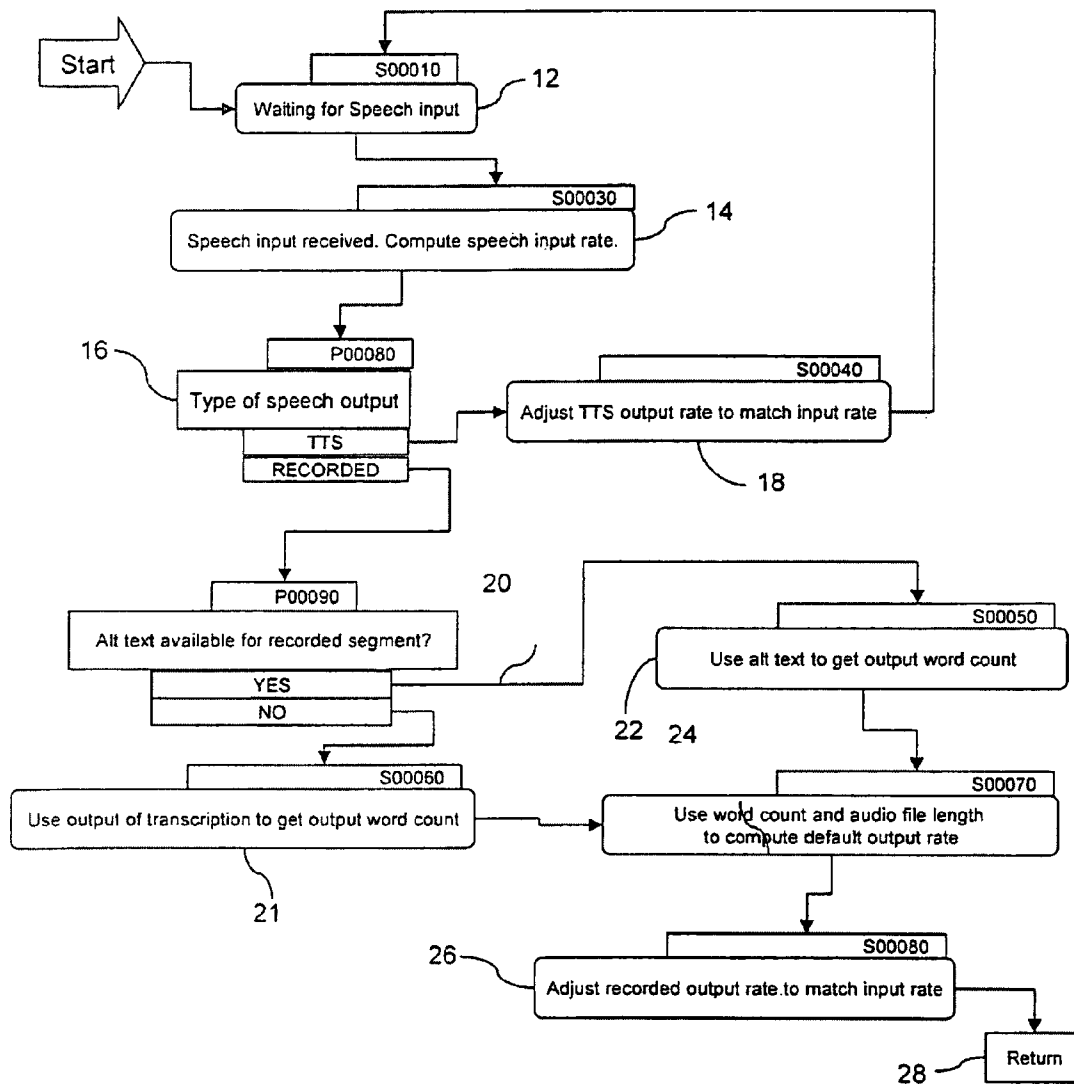 Start
S00010
Waiting for Speech input
12
S00030
Speech input received. Compute speech input rate.
14
P00080
16
Type of speech output
TTS
RECORDED
S00040
Adjust TTS output rate to match input rate
18
P00090
Alt text available for recorded segment?
YES
NO
20
S00050
Use alt text to get output word count
22
24
S00060
Use output of transcription to get output word count
21
S00070
Use word count and audio file length
to compute default output rate
S00080
26
Adjust recorded output rate.to match input rate
28
Return